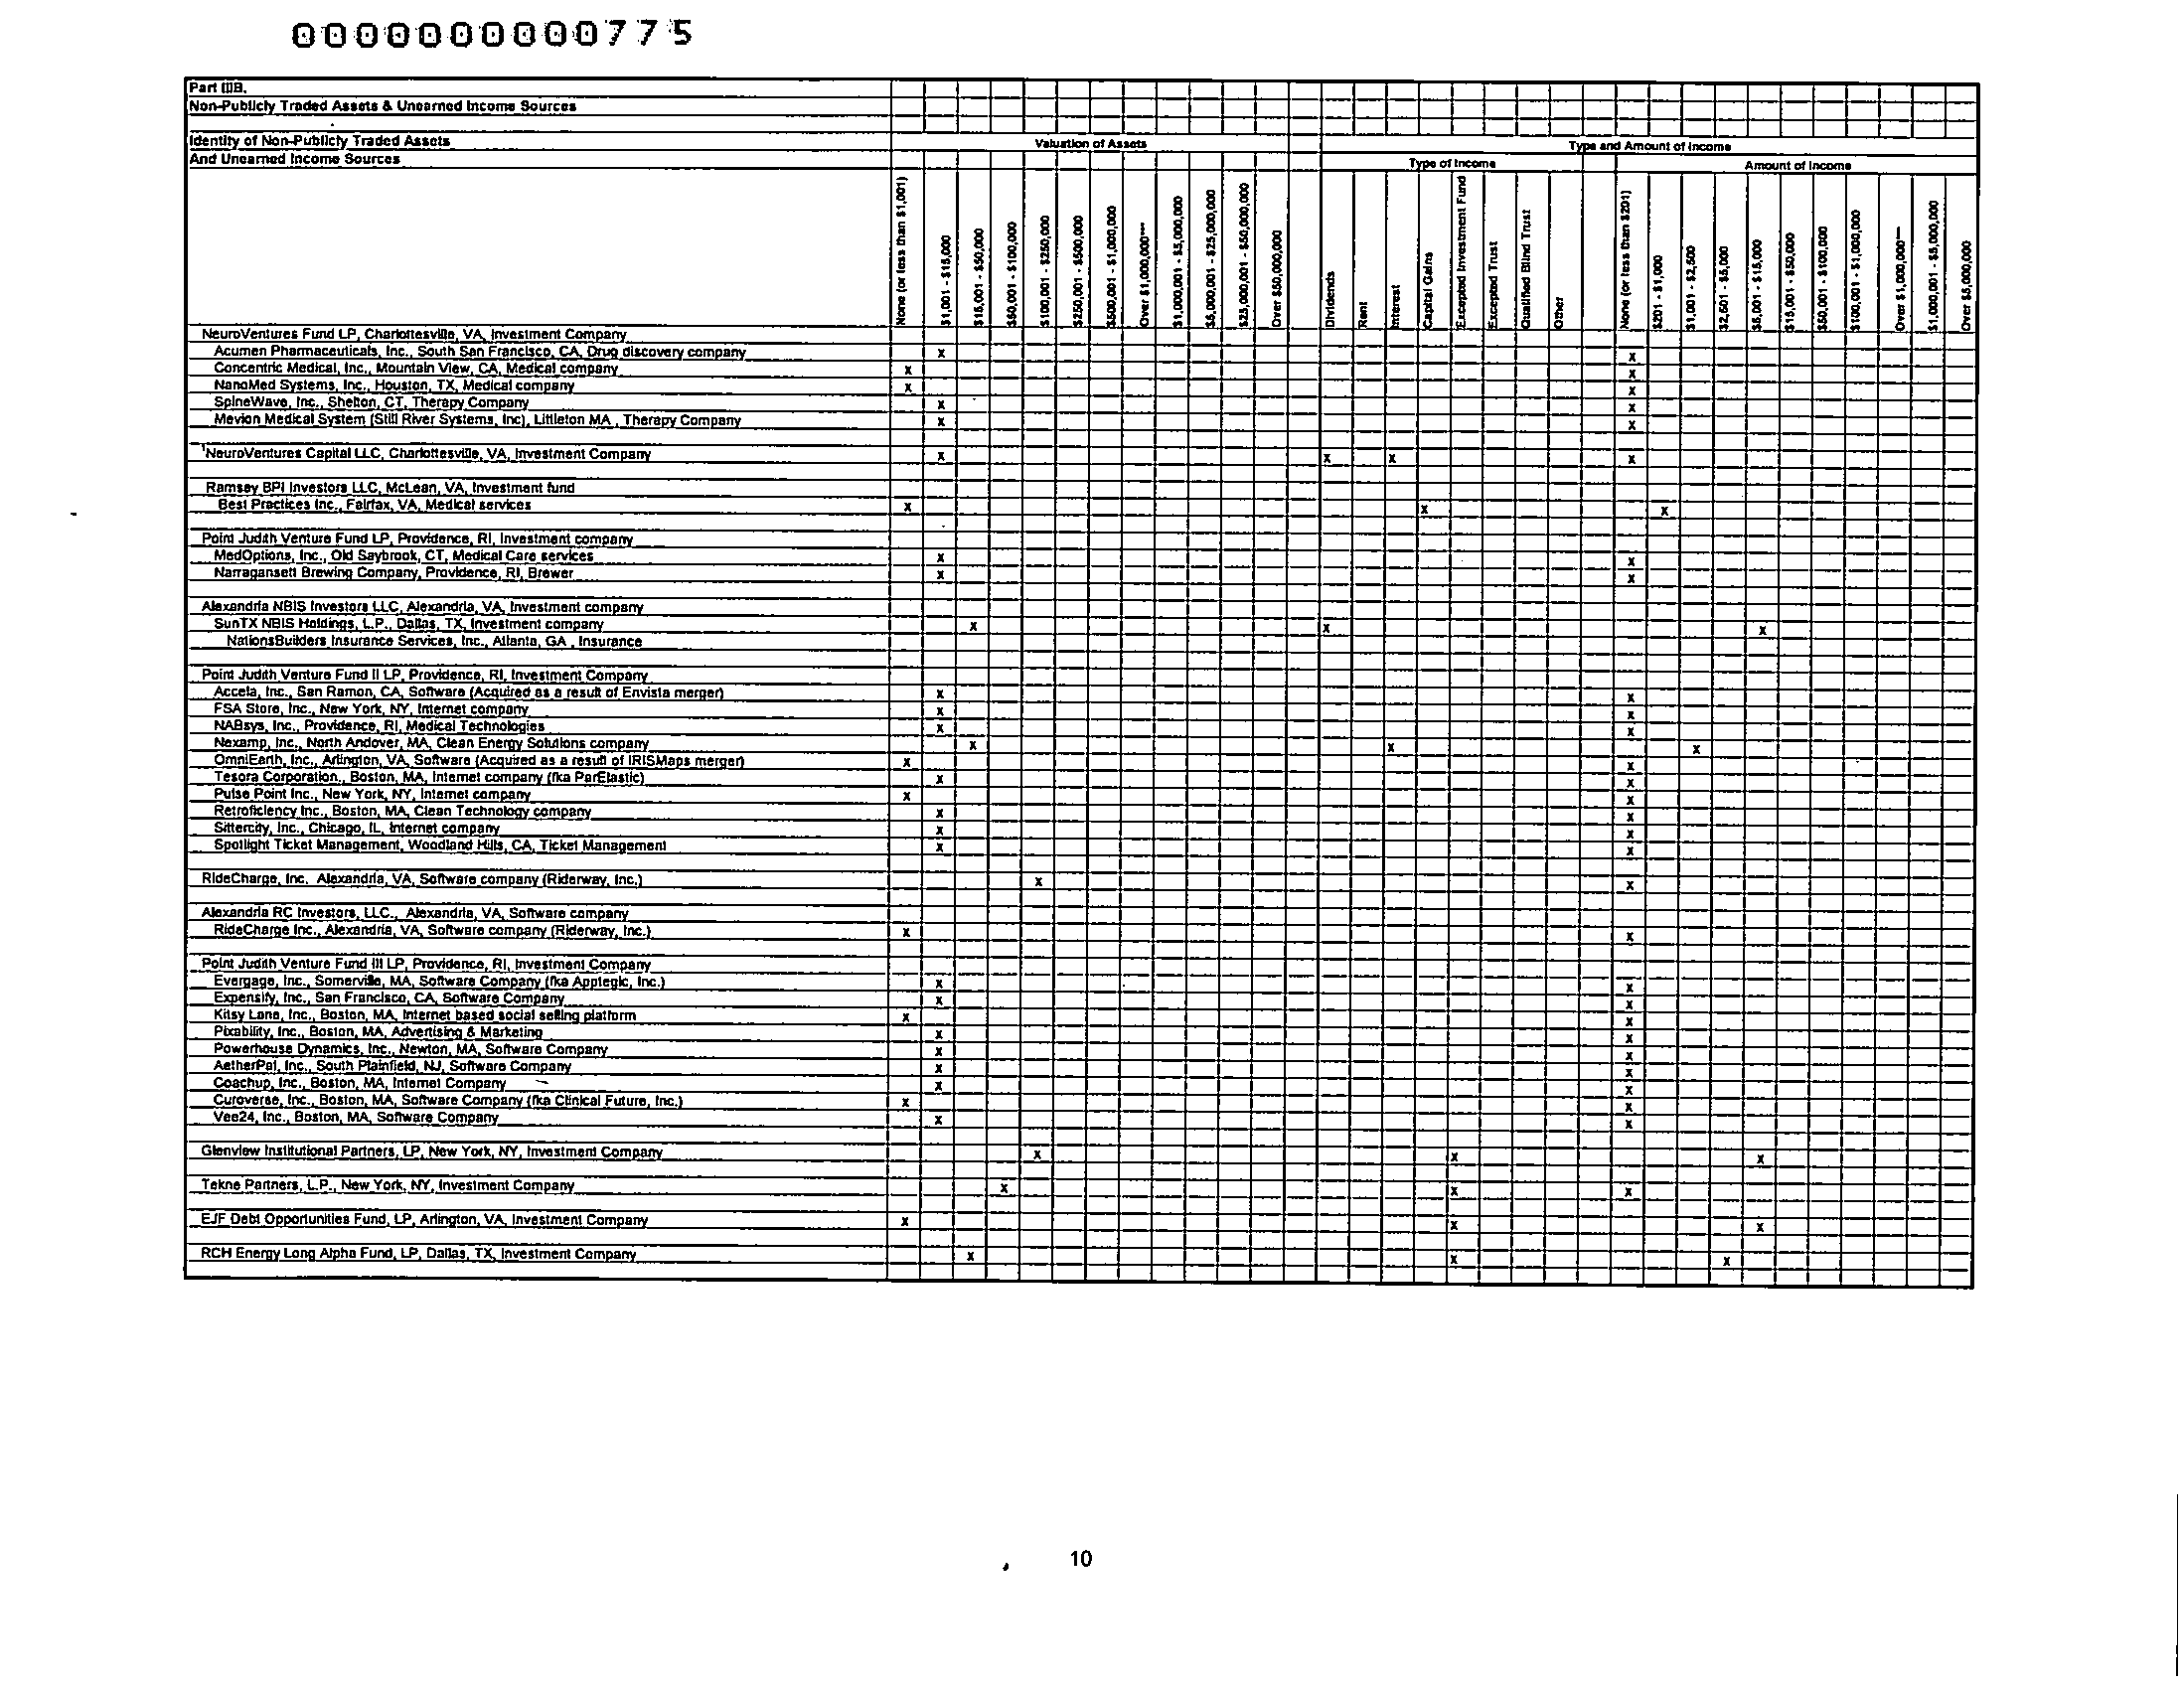 0000000000775
Part IIIB.
Non-Publicly Traded Assets & Unearned Income Sources
Identity of Non-Publicly Traded Assets
And Unearned Income Sources
Valuation of Assets
Type and Amount of Income
Type of Income
Amount of Income
None (or less than $1,001)
$1,001 - $15,000
$15,001 - $50,000
$50,001 - $100,000
$100,001 - $250,000
$250,001 - $500,000
$500,001 - $1,000,000
Over $1,000,000***
$1,000,001 - $5,000,000
$5,000,001 - $25,000,000
$25,000,001 - $50,000,000
Over $50,000,000
Dividends
Rent
Interest
Capital Gains
Excepted Investment Fund
Excepted Trust
Qualified Blind Trust
Other
None (or less than $201)
$201 - $1,000
$1,001 - $2,500
$2,501 - $5,000
$5,001 - $15,000
$15,001 - $50,000
$50,001 - $100,000
$100,001 - $1,000,000
Over $1,000,000***
$1,000,001 - $5,000,000
Over $5,000,000
NeuroVentures Fund LP, Charlottesville, VA, Investment Company
Acumen Pharmaceuticals, Inc., South San Francisco, CA, Drug discovery company x x
Concentric Medical, Inc., Mountain View, CA, Medical company x x
NanoMed Systems, Inc., Houston, TX, Medical company x x
SpineWave, Inc., Shelton, CT, Therapy Company x x
Mevion Medical System (Still River Systems, Inc), Littleton MA , Therapy Company x x
¹NeuroVentures Capital LLC, Charlottesville, VA, Investment Company x x x x
Ramsey BPI Investors LLC, McLean, VA, Investment fund
Best Practices Inc., Fairfax, VA, Medical services x x x
Point Judith Venture Fund LP, Providence, RI, Investment company
MedOptions, Inc., Old Saybrook, CT, Medical Care services x x
Narragansett Brewing Company, Providence, RI, Brewer x x
Alexandria NBIS Investors LLC, Alexandria, VA, Investment company
SunTX NBIS Holdings, L.P., Dallas, TX, Investment company x x x
NationsBuilders Insurance Services, Inc., Atlanta, GA , Insurance
Point Judith Venture Fund II LP, Providence, RI, Investment Company
Accela, Inc., San Ramon, CA, Software (Acquired as a result of Envista merger) x x
FSA Store, Inc., New York, NY, Internet company x x
NABsys, Inc., Providence, RI, Medical Technologies x x
Nexamp, Inc., North Andover, MA, Clean Energy Solutions company x x x
OmniEarth, Inc., Arlington, VA, Software (Acquired as a result of IRISMaps merger) x x
Tesora Corporation., Boston, MA, Internet company (fka ParElastic) x x
Pulse Point Inc., New York, NY, Internet company x x
Retroficiency Inc., Boston, MA, Clean Technology company x x
Sittercity, Inc., Chicago, IL, Internet company x x
Spotlight Ticket Management, Woodland Hills, CA, Ticket Management x x
RideCharge, Inc. Alexandria, VA, Software company (Riderway, Inc.) x x
Alexandria RC Investors, LLC., Alexandria, VA, Software company
RideCharge Inc., Alexandria, VA, Software company (Riderway, Inc.) x x
Point Judith Venture Fund III LP, Providence, RI, Investment Company
Evergage, Inc., Somerville, MA, Software Company (fka Apptegic, Inc.) x x
Expensify, Inc., San Francisco, CA, Software Company x x
Kitsy Lane, Inc., Boston, MA, Internet based social selling platform x x
Pixability, Inc., Boston, MA, Advertising & Marketing x x
Powerhouse Dynamics, Inc., Newton, MA, Software Company x x
AetherPal, Inc., South Plainfield, NJ, Software Company x x
Coachup, Inc., Boston, MA, Internet Company x x
Curoverse, Inc., Boston, MA, Software Company (fka Clinical Future, Inc.) x x
Vee24, Inc., Boston, MA, Software Company x x
Glenview Institutional Partners, LP, New York, NY, Investment Company x x x
Tekne Partners, L.P., New York, NY, Investment Company x x x
EJF Debt Opportunities Fund, LP, Arlington, VA, Investment Company x x x
RCH Energy Long Alpha Fund, LP, Dallas, TX, Investment Company x x x
10